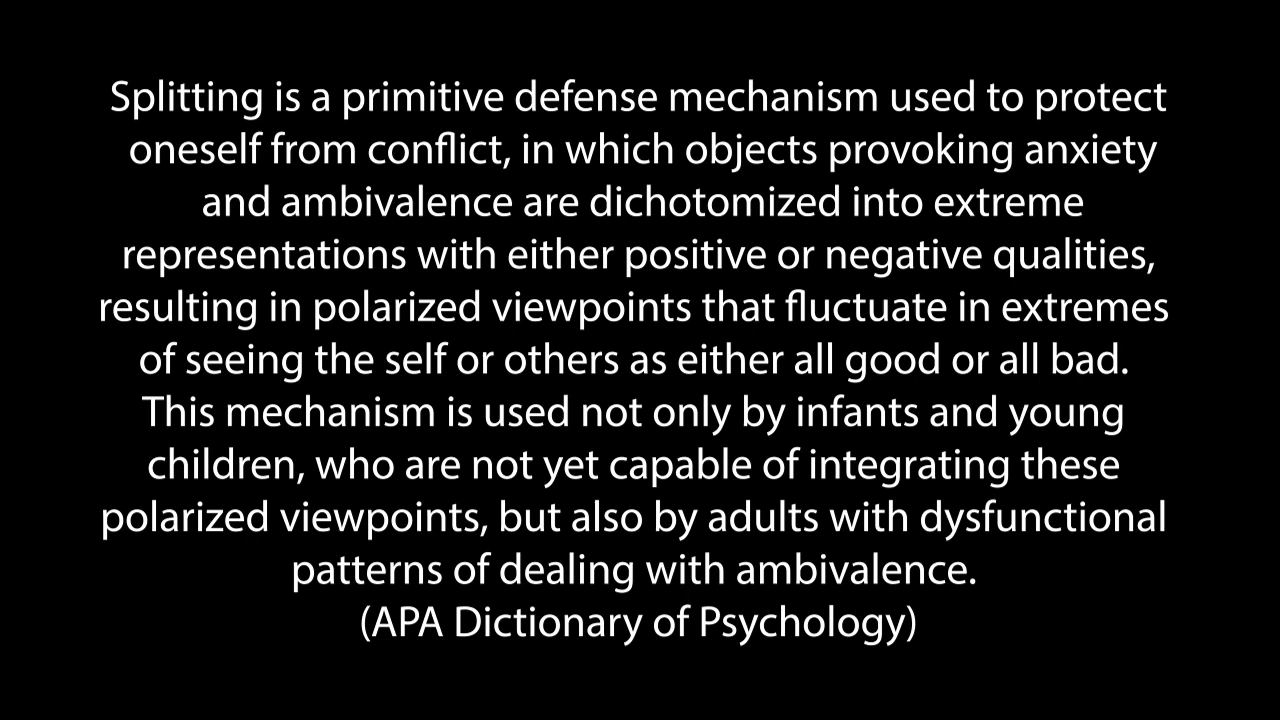 Splitting is a primitive defense mechanism used to protect
oneself from conflict, in which objects provoking anxiety
and ambivalence are dichotomized into extreme
representations with either positive or negative qualities,
resulting in polarized viewpoints that fluctuate in extremes
of seeing the self or others as either all good or all bad.
This mechanism is used not only by infants and young
children, who are not yet capable of integrating these
polarized viewpoints, but also by adults with dysfunctional
patterns of dealing with ambivalence.
(APA Dictionary of Psychology)